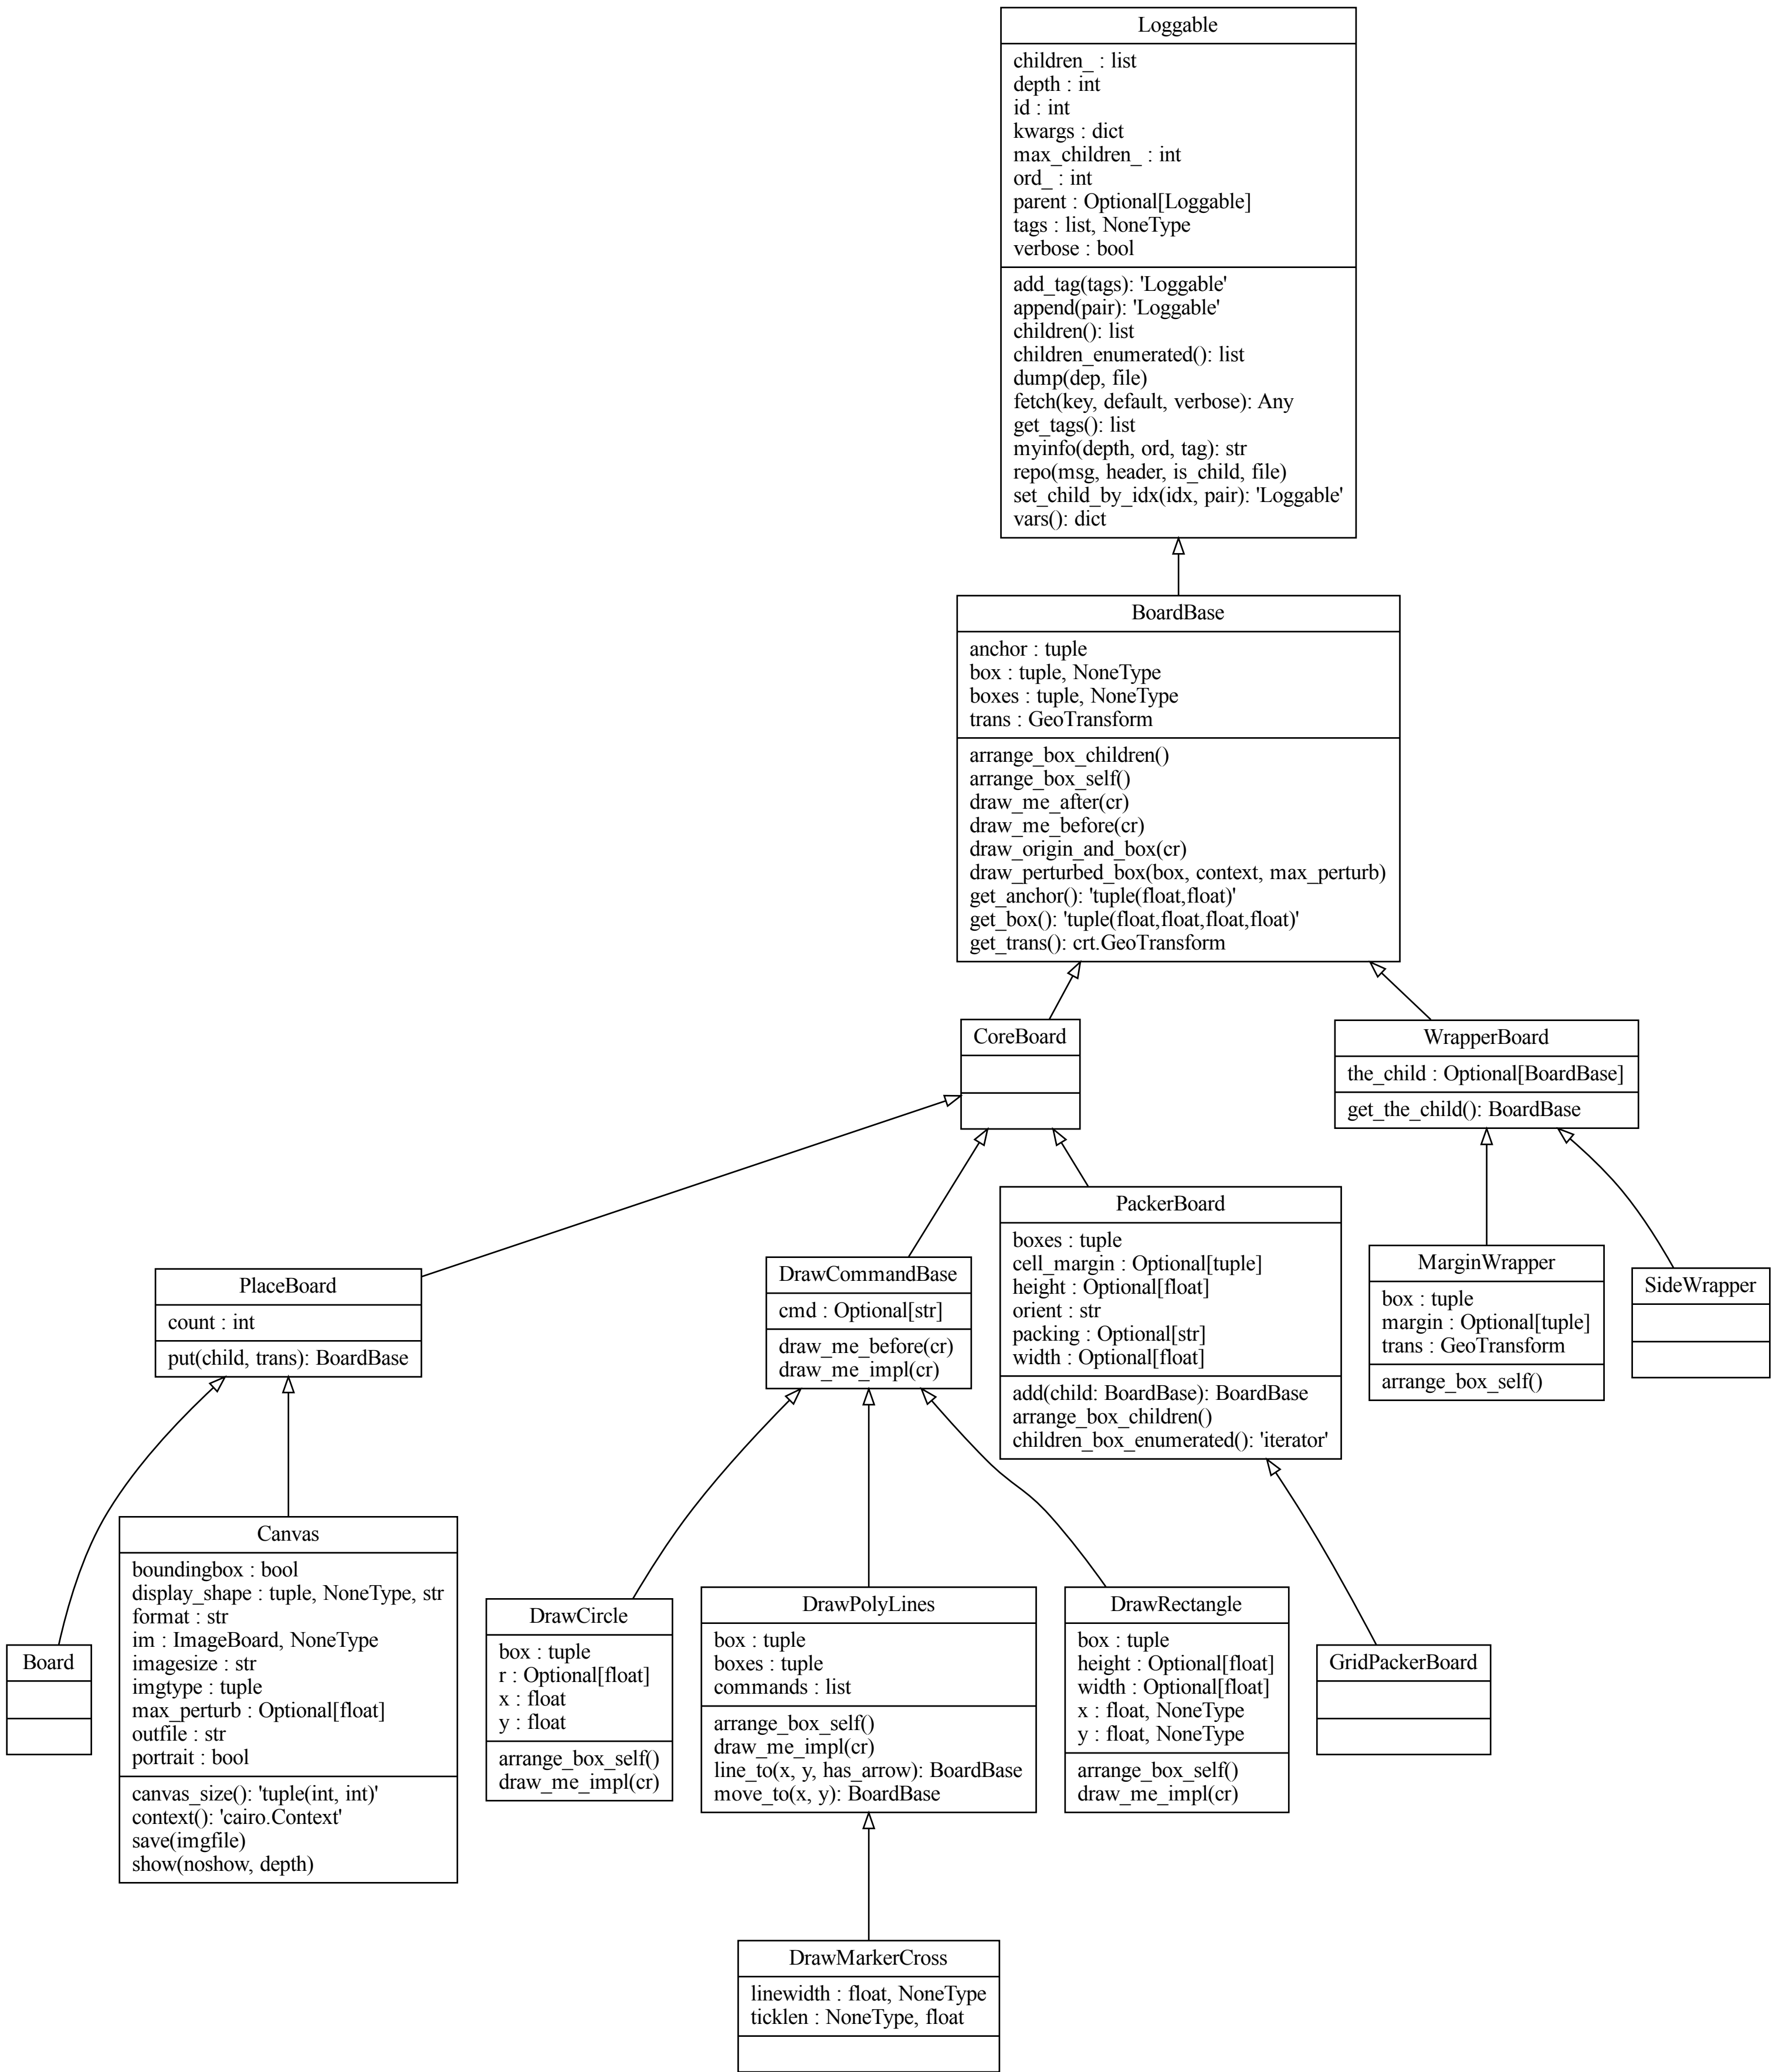 Loggable
children_ : list
depth : int
id : int
kwargs : dict
max_children_ : int
ord_ : int
parent : Optional[Loggable]
tags : list, NoneType
verbose : bool
add_tag(tags): 'Loggable'
append(pair): 'Loggable'
children(): list
children_enumerated(): list
dump(dep, file)
fetch(key, default, verbose): Any
get_tags(): list
myinfo(depth, ord, tag): str
repo(msg, header, is_child, file)
set_child_by_idx(idx, pair): 'Loggable'
vars(): dict
BoardBase
anchor : tuple
box : tuple, NoneType
boxes : tuple, NoneType
trans : GeoTransform
arrange_box_children()
arrange_box_self()
draw_me_after(cr)
draw_me_before(cr)
draw_origin_and_box(cr)
draw_perturbed_box(box, context, max_perturb)
get_anchor(): 'tuple(float,float)'
get_box(): 'tuple(float,float,float,float)'
get_trans(): crt.GeoTransform
CoreBoard
WrapperBoard
the_child : Optional[BoardBase]
get_the_child(): BoardBase
PlaceBoard
count : int
put(child, trans): BoardBase
DrawCommandBase
cmd : Optional[str]
draw_me_before(cr)
draw_me_impl(cr)
PackerBoard
boxes : tuple
cell_margin : Optional[tuple]
height : Optional[float]
orient : str
packing : Optional[str]
width : Optional[float]
add(child: BoardBase): BoardBase
arrange_box_children()
children_box_enumerated(): 'iterator'
MarginWrapper
box : tuple
margin : Optional[tuple]
trans : GeoTransform
arrange_box_self()
SideWrapper
Board
Canvas
boundingbox : bool
display_shape : tuple, NoneType, str
format : str
im : ImageBoard, NoneType
imagesize : str
imgtype : tuple
max_perturb : Optional[float]
outfile : str
portrait : bool
canvas_size(): 'tuple(int, int)'
context(): 'cairo.Context'
save(imgfile)
show(noshow, depth)
DrawCircle
box : tuple
r : Optional[float]
x : float
y : float
arrange_box_self()
draw_me_impl(cr)
DrawPolyLines
box : tuple
boxes : tuple
commands : list
arrange_box_self()
draw_me_impl(cr)
line_to(x, y, has_arrow): BoardBase
move_to(x, y): BoardBase
DrawRectangle
box : tuple
height : Optional[float]
width : Optional[float]
x : float, NoneType
y : float, NoneType
arrange_box_self()
draw_me_impl(cr)
GridPackerBoard
DrawMarkerCross
linewidth : float, NoneType
ticklen : NoneType, float